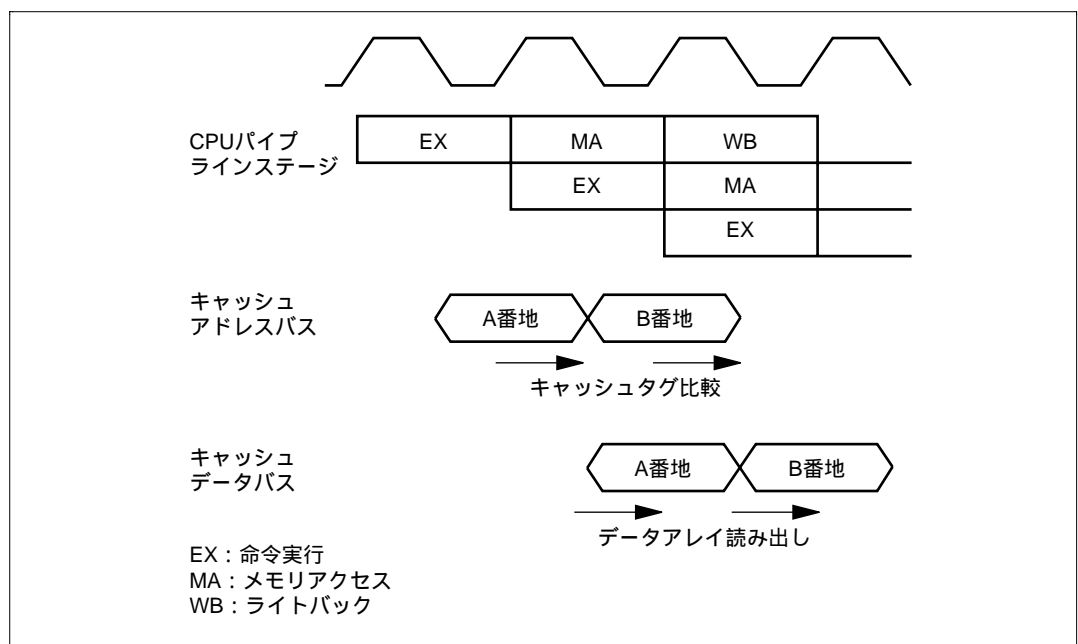 CPUパイプ
ラインステージ
EX
MA
WB
EX
MA
EX
キャッシュ
アドレスバス
A番地
B番地
キャッシュタグ比較
キャッシュ
データバス
A番地
B番地
データアレイ読み出し
EX：命令実行
MA：メモリアクセス
WB：ライトバック